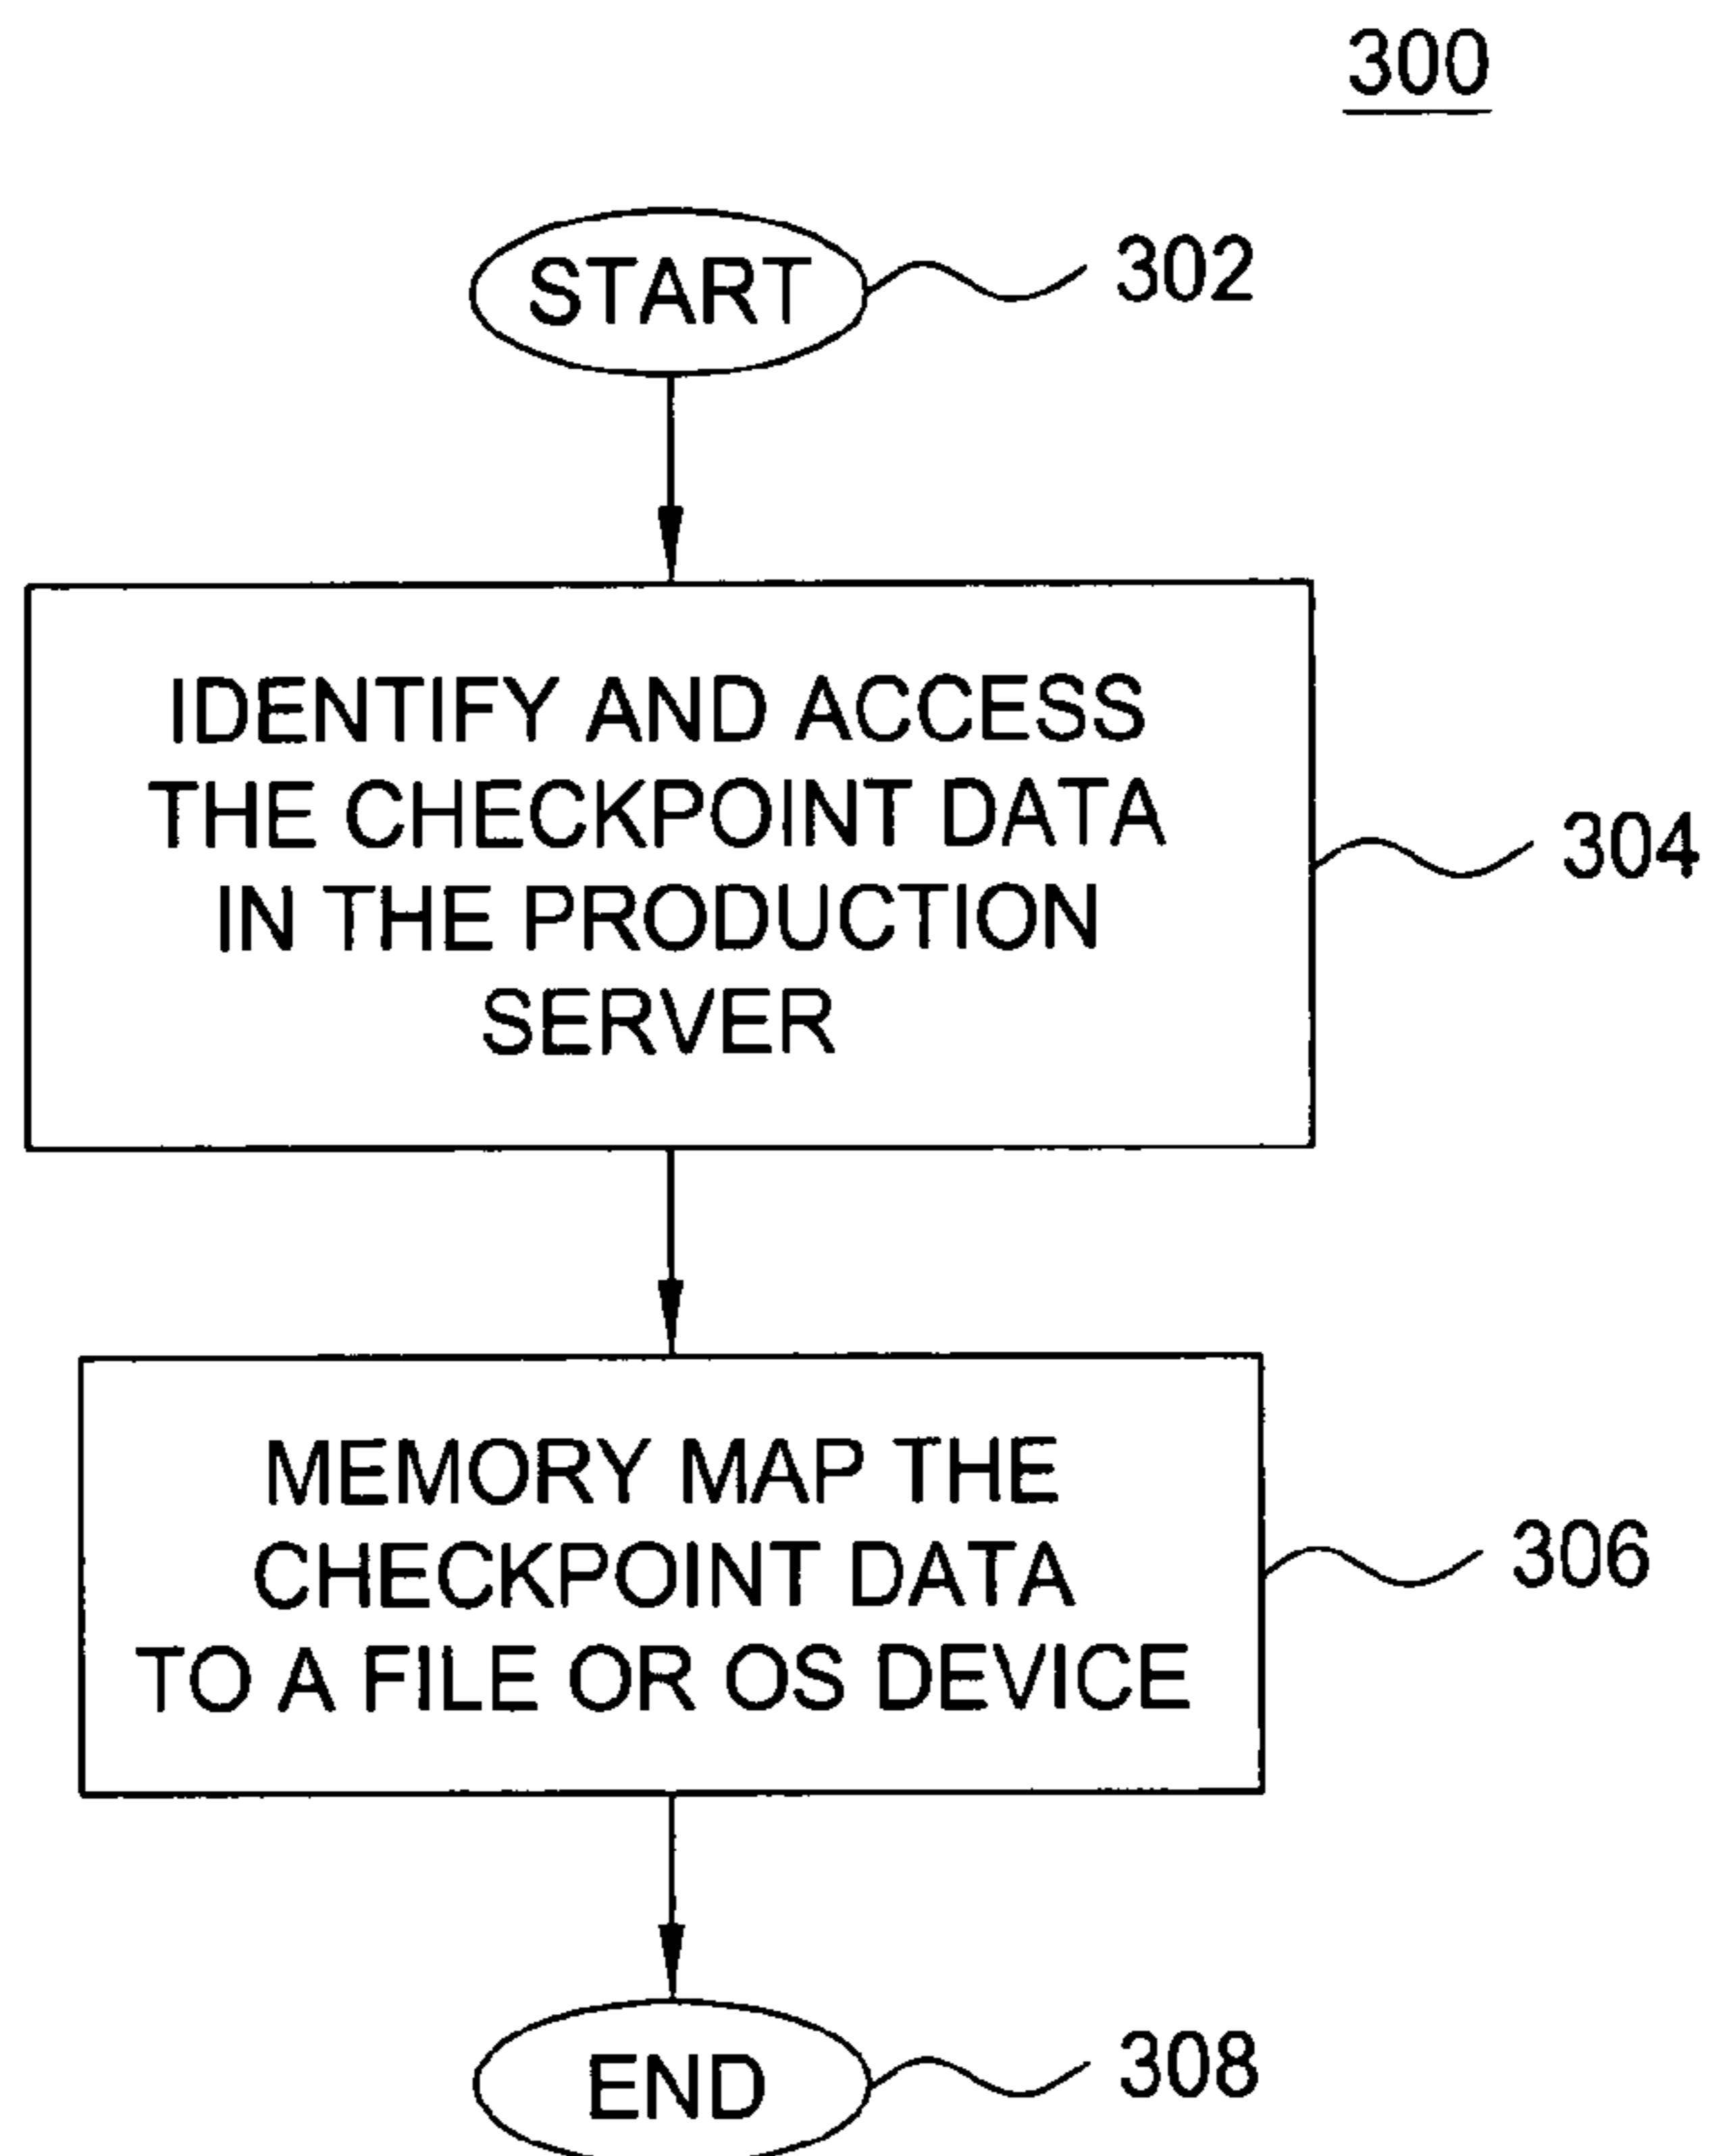 300
START
302
IDENTIFY AND ACCESS
THE CHECKPOINT DATA
IN THE PRODUCTION
SERVER
304
MEMORY MAP THE
CHECKPOINT DATA
TO A FILE OR OS DEVICE
306
END
308